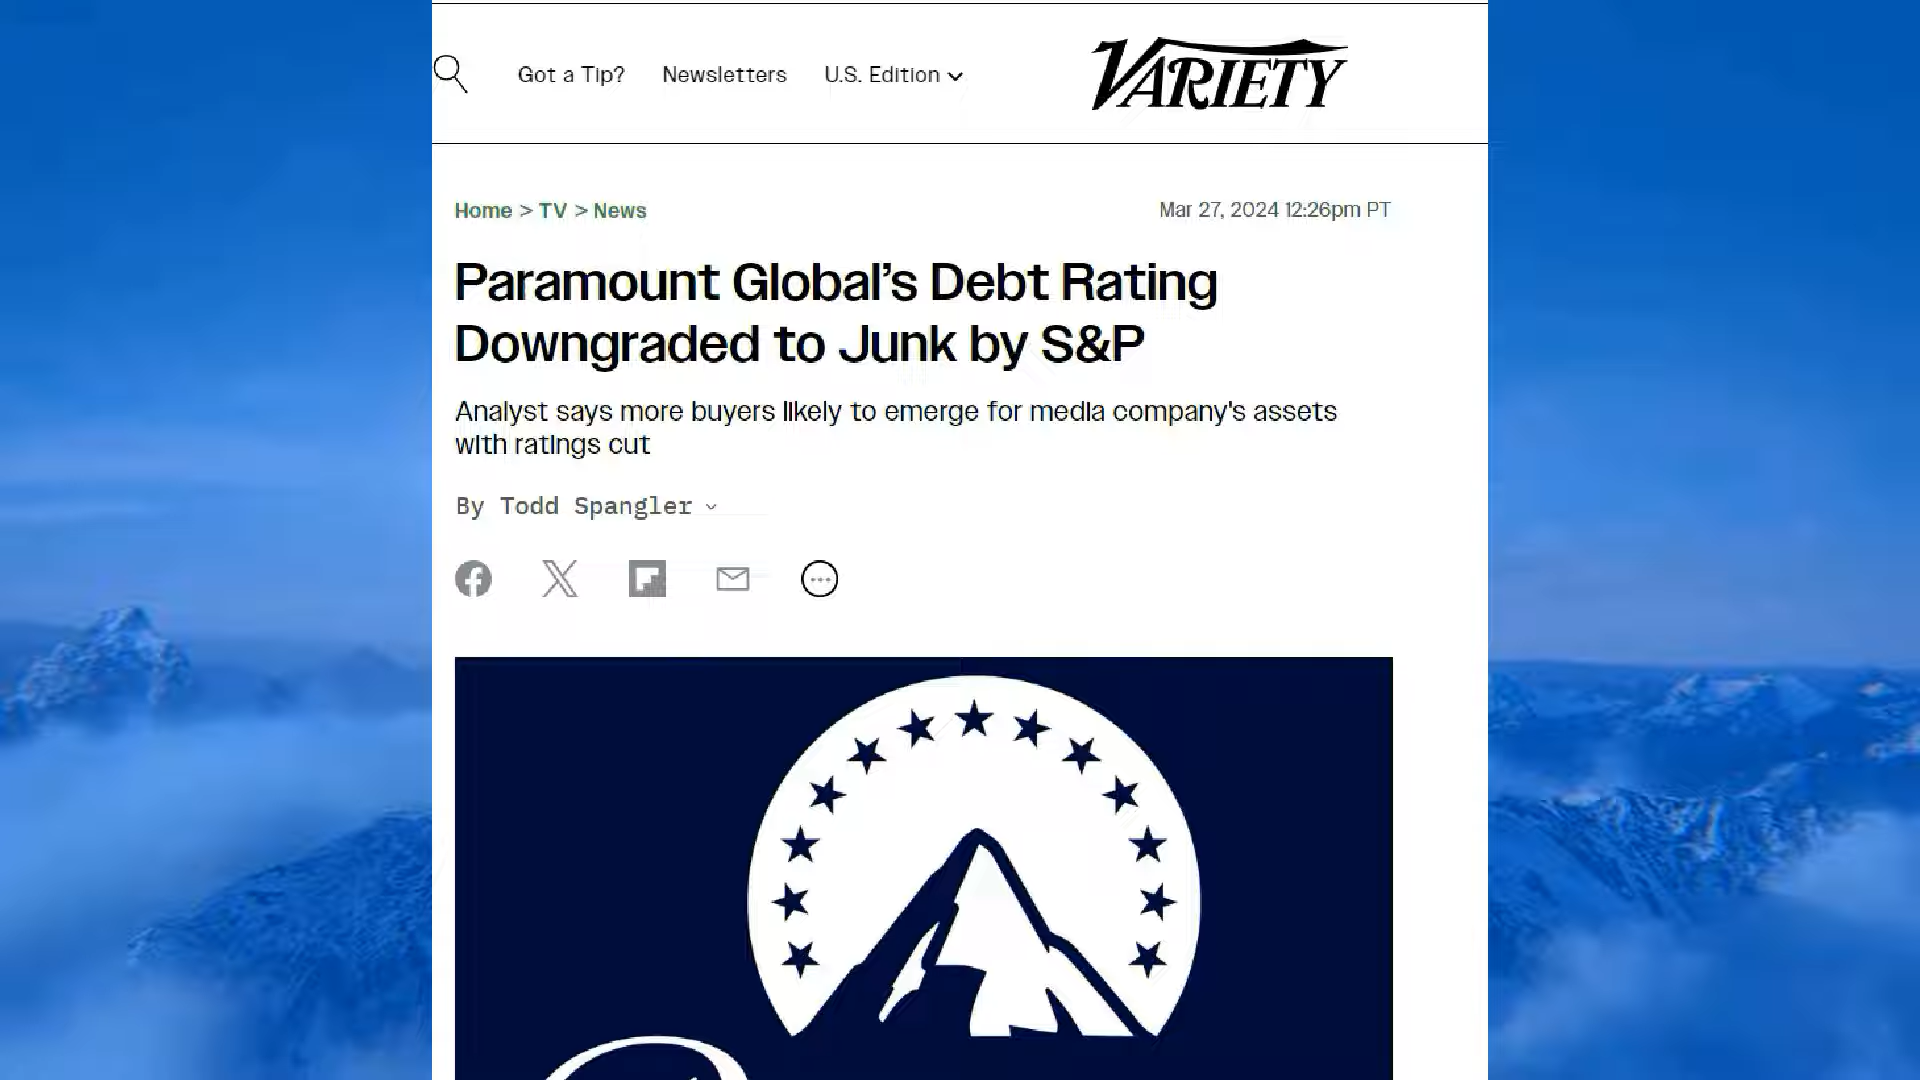 Got a Tip? Newsletters U.S. Edition VARIETY
Home > TV > News Mar 27, 2024 12:26pm PT
Paramount Global’s Debt Rating
Downgraded to Junk by S&P
Analyst says more buyers likely to emerge for media company's assets
with ratings cut
By Todd Spangler